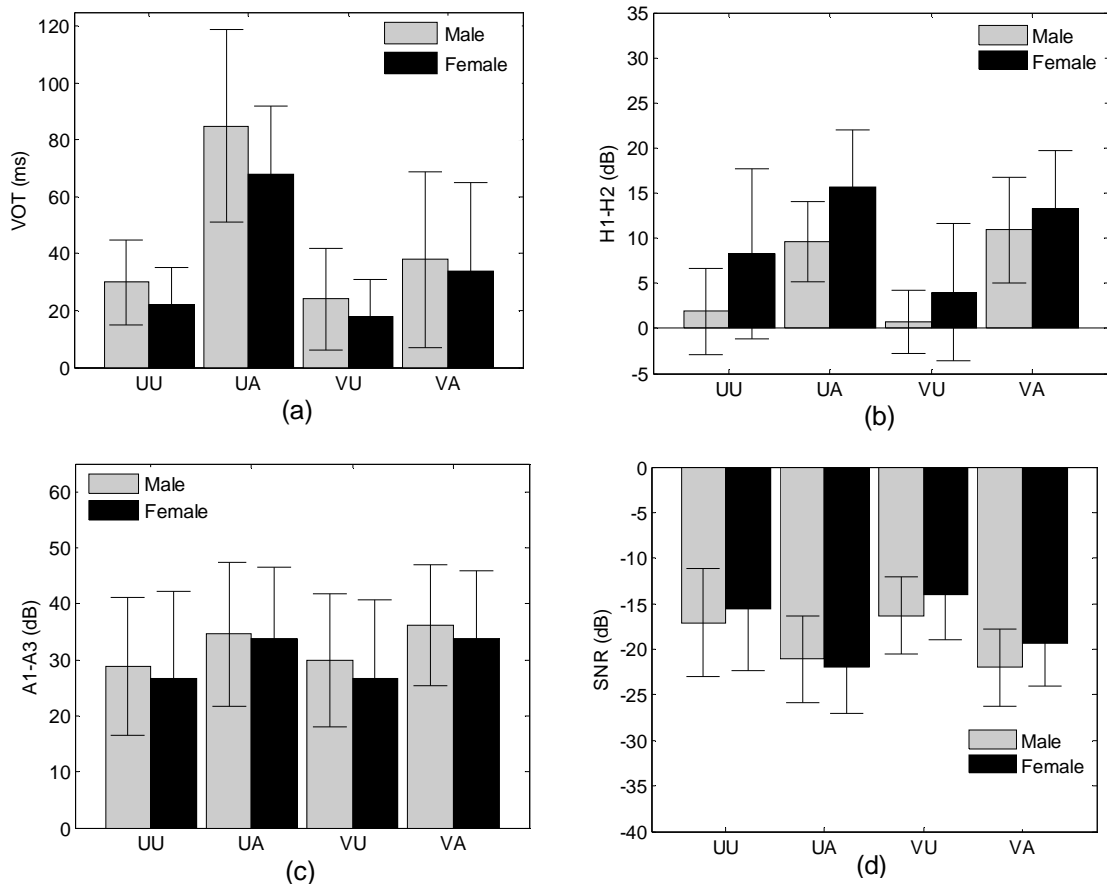 120
100
80
60
40
20
0
VOT (ms)
Male
Female
UU UA VU VA
(a)
35
30
25
20
15
10
5
0
-5
H1-H2 (dB)
Male
Female
UU UA VU VA
(b)
60
50
40
30
20
10
0
A1-A3 (dB)
Male
Female
UU UA VU VA
(c)
0
-5
-10
-15
-20
-25
-30
-35
-40
SNR (dB)
Male
Female
UU UA VU VA
(d)